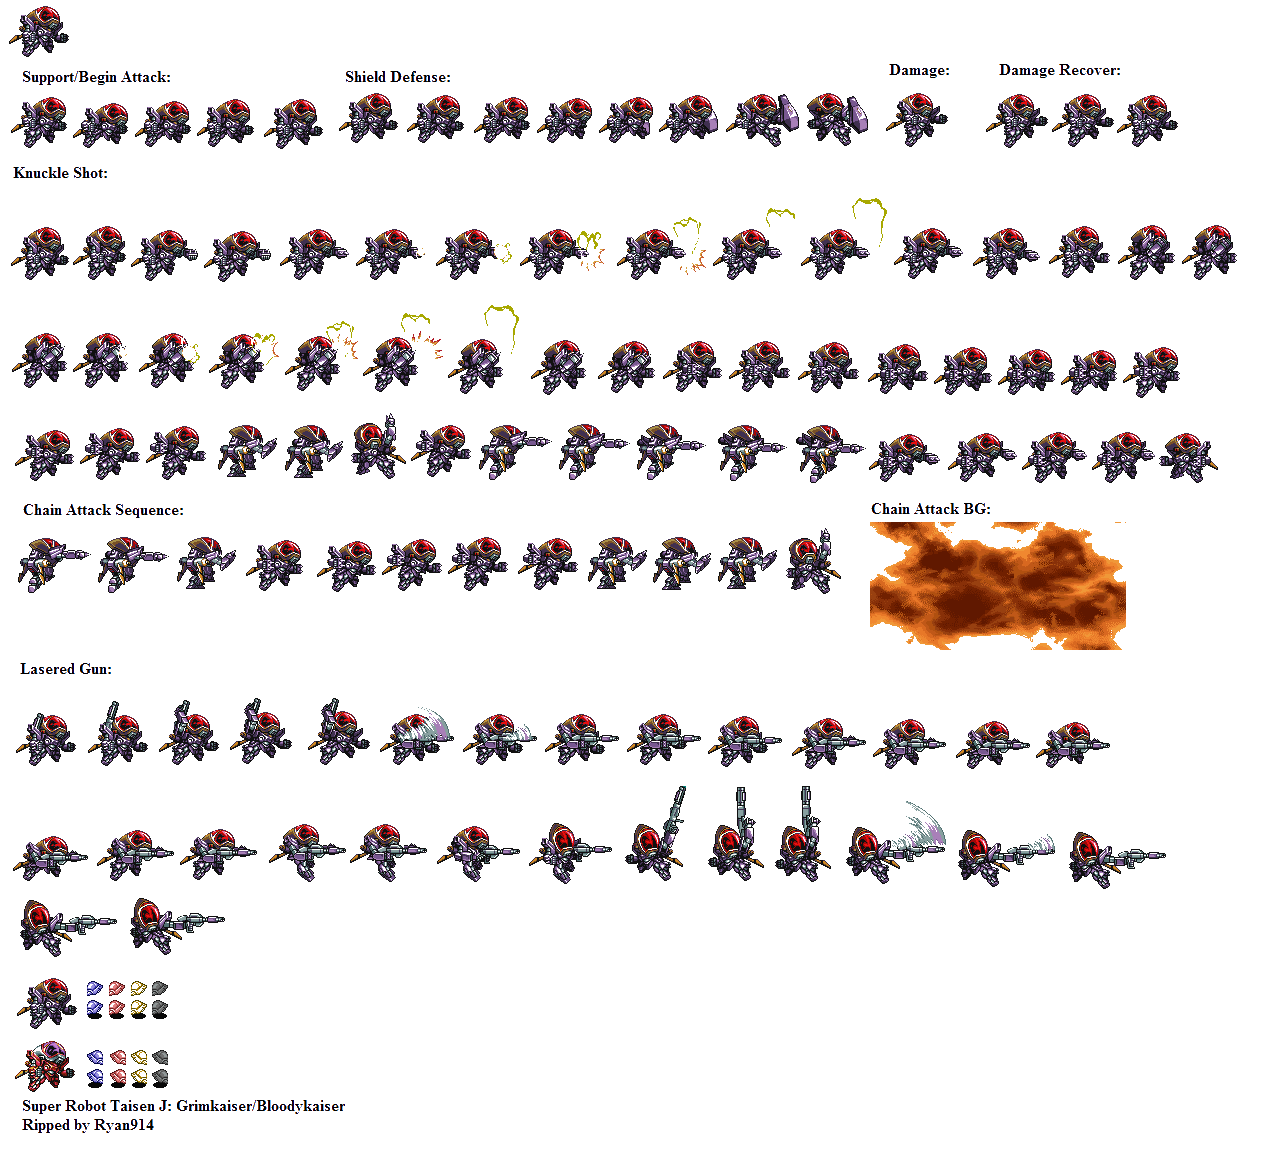 Support/Begin Attack:
Shield Defense:
Damage:
Damage Recover:
Knuckle Shot:
Chain Attack Sequence:
Chain Attack BG:
Lasered Gun:
Super Robot Taisen J: Grimkaiser/Bloodykaiser
Ripped by Ryan914